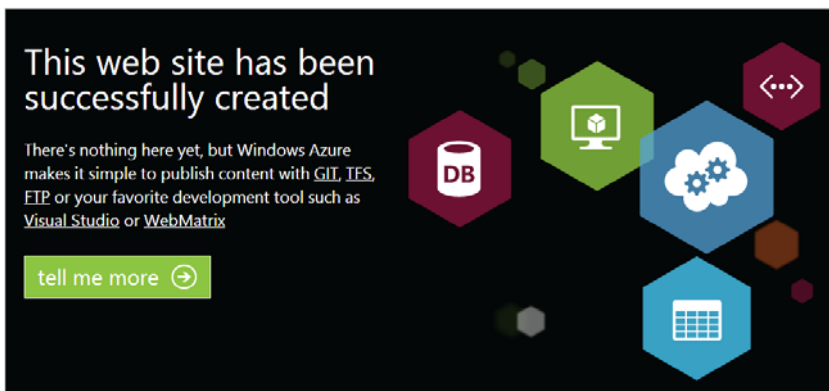 This web site has been
successfully created
There's nothing here yet, but Windows Azure
makes it simple to publish content with GIT, TFS,
FTP or your favorite development tool such as
Visual Studio or WebMatrix
tell me more
DB